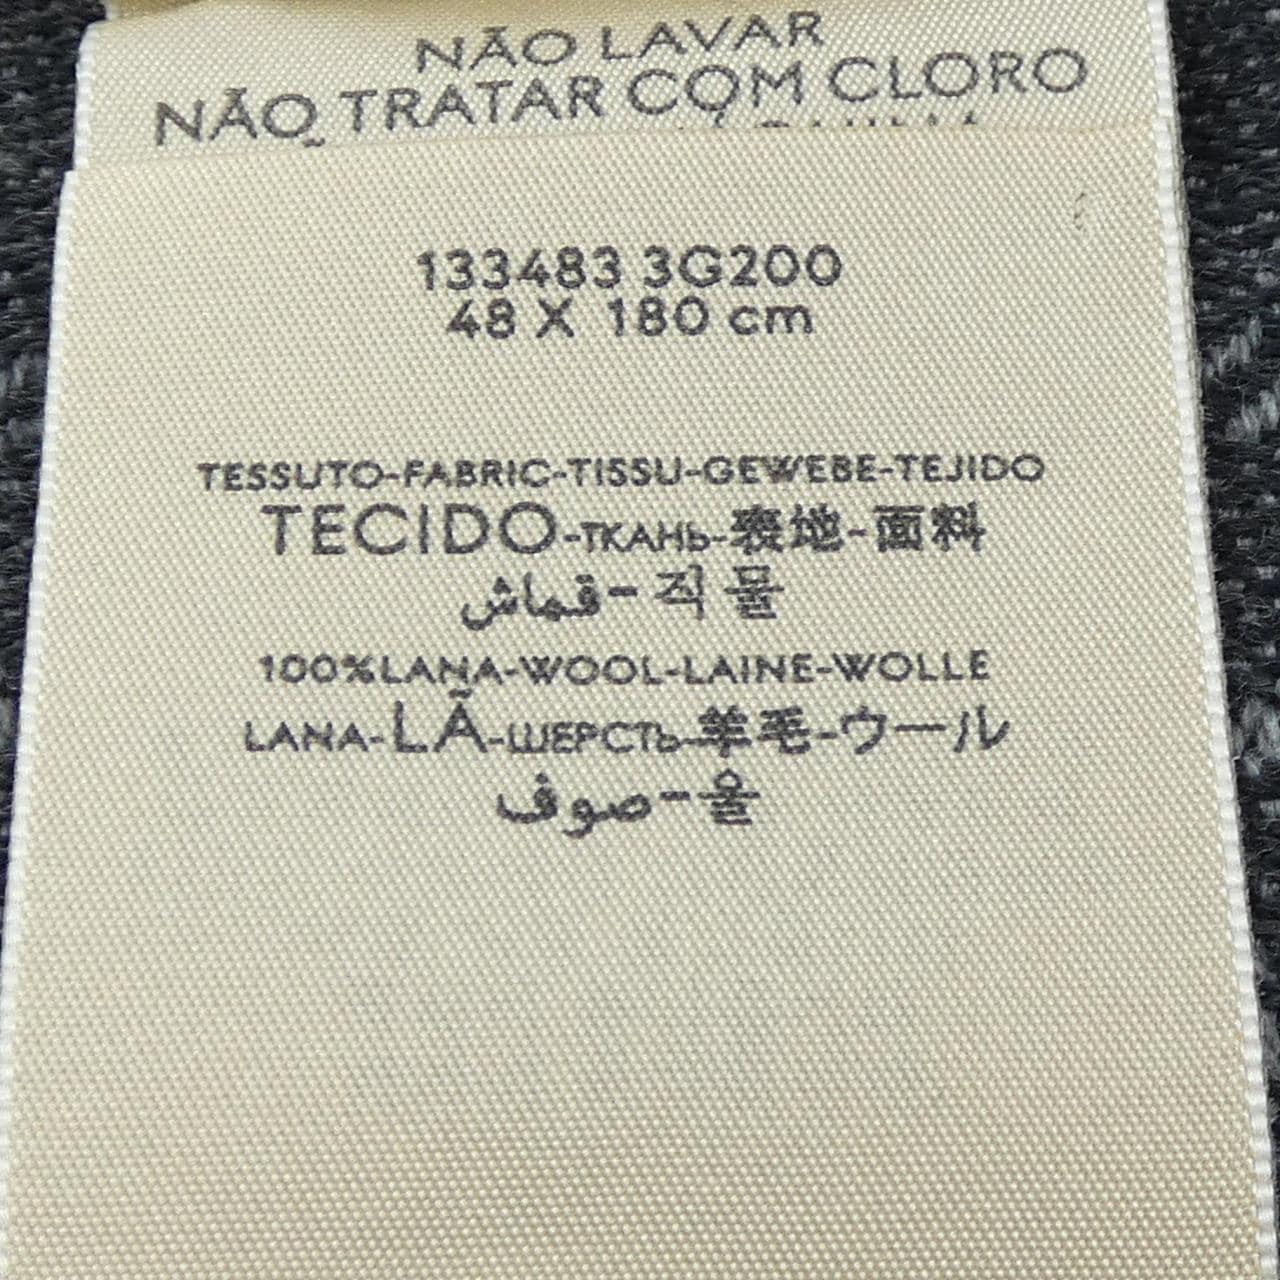 NÃO LAVAR
NÃO TRATAR COM CLORO
133483 3G200
48 X 180 cm
TESSUTO-FABRIC-TISSU-GEWEBE-TEJIDO
TECIDO-ТКАНЬ-表地-面料
قماش-직물
100%LANA-WOOL-LAINE-WOLLE
LANA-LÃ-ШЕРСТЬ-羊毛-ウール
صوف-울